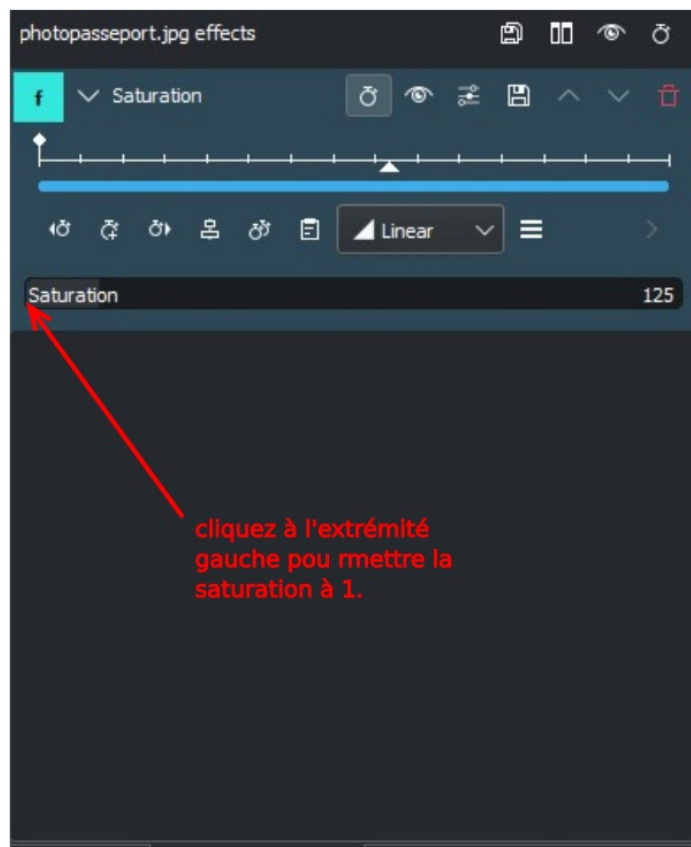 photopasseport.jpg effects
f Saturation
Linear
Saturation 125
cliquez à l'extrémité
gauche pou rmettre la
saturation à 1.